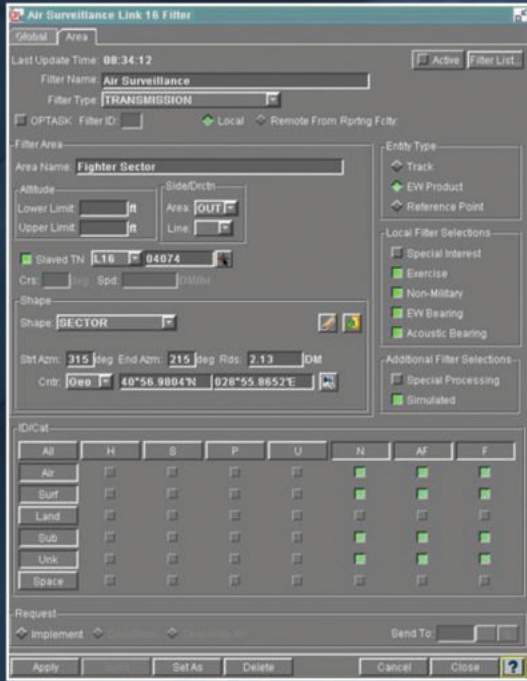 Air Surveillance Link 16 Filter
Global Area
Last Update Time: 08:34:12
Active Filter List...
Filter Name: Air Surveillance
Filter Type: TRANSMISSION
OPTASK Filter ID: Local Remote From Rprtng Fclty:
Filter Area
Area Name: Fighter Sector
Altitude
Lower Limit: ft
Upper Limit: ft
Side/Drctn
Area: OUT
Line:
Slaved TN L16 04074
Crs: deg Spd: DM/hr
Shape
Shape: SECTOR
Strt Azm: 315 deg End Azm: 215 deg Rds: 2.13 DM
Cntr: Geo 40°56.9804'N 028°55.8652'E
Entity Type
Track
EW Product
Reference Point
Local Filter Selections
Special Interest
Exercise
Non-Military
EW Bearing
Acoustic Bearing
Additional Filter Selections
Special Processing
Simulated
ID/Cat
All H S P U N AF F
Air
Surf
Land
Sub
Unk
Space
Request
Implement
Send To:
Apply Set As Delete Cancel Close ?